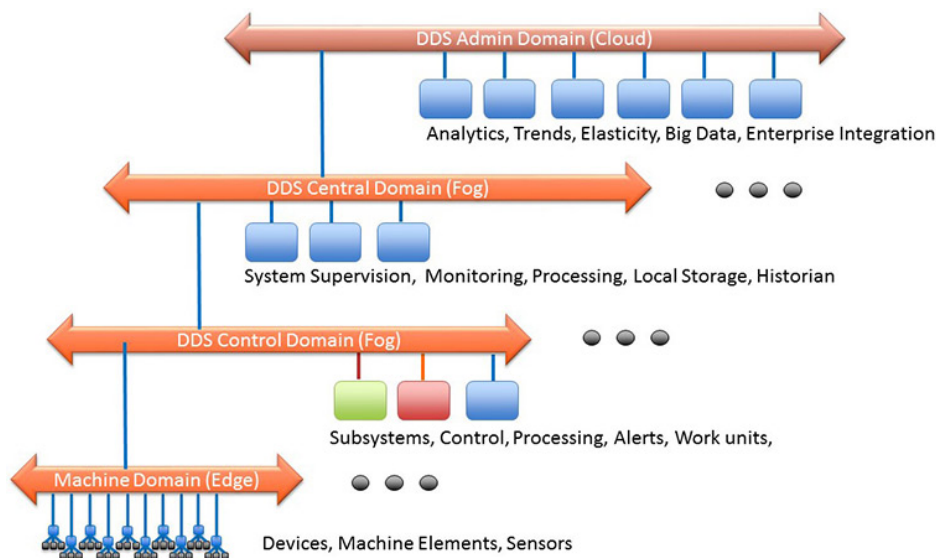 DDS Admin Domain (Cloud)
Analytics, Trends, Elasticity, Big Data, Enterprise Integration
DDS Central Domain (Fog)
System Supervision, Monitoring, Processing, Local Storage, Historian
DDS Control Domain (Fog)
Subsystems, Control, Processing, Alerts, Work units,
Machine Domain (Edge)
Devices, Machine Elements, Sensors